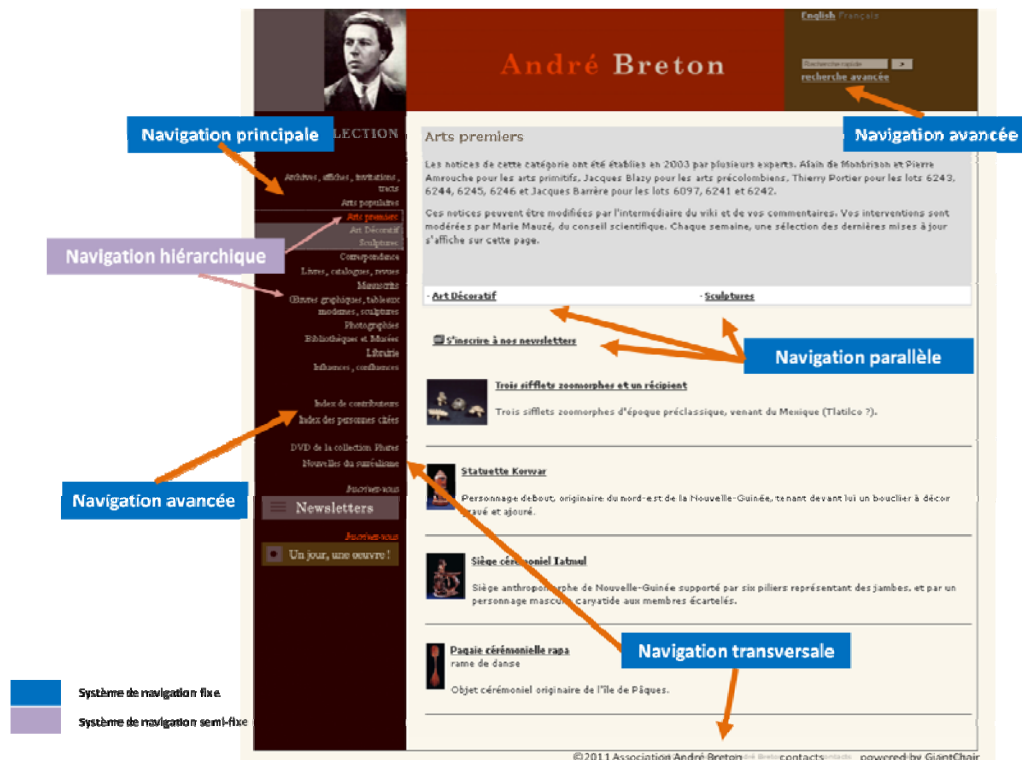 English Français
Recherche rapide >
recherche avancée
André Breton
Navigation principale
LECTION
Navigation avancée
Archives, affiches, invitations,
tracts
Arts populaires
Arts premiers
Art Décoratif
Sculptures
Correspondance
Livres, catalogues, revues
Manuscrits
Œuvres graphiques, tableaux
modernes, sculptures
Photographies
Bibliothèques et Musées
Librairie
Influences, confluences
Navigation hiérarchique
Index de contributeurs
Index des personnes citées
DVD de la collection Phares
Nouvelles du surréalisme
Navigation avancée
Inscrivez-vous
Newsletters
Inscrivez-vous
Un jour, une oeuvre !
Arts premiers
Les notices de cette catégorie ont été établies en 2003 par plusieurs experts. Alain de Monbrison et Pierre
Amrouche pour les arts primitifs, Jacques Blazy pour les arts précolombiens, Thierry Portier pour les lots 6243,
6244, 6245, 6246 et Jacques Barrère pour les lots 6097, 6241 et 6242.
Ces notices peuvent être modifiées par l'intermédiaire du wiki et de vos commentaires. Vos interventions sont
modérées par Marie Mauzé, du conseil scientifique. Chaque semaine, une sélection des dernières mises à jour
s'affiche sur cette page.
- Art Décoratif - Sculptures
S'inscrire à nos newsletters
Navigation parallèle
Trois sifflets zoomorphes et un récipient
Trois sifflets zoomorphes d'époque préclassique, venant du Mexique (Tlatilco ?).
Statuette Korwar
Personnage debout, originaire du nord-est de la Nouvelle-Guinée, tenant devant lui un bouclier à décor
gravé et ajouré.
Siège cérémoniel Iatmul
Siège anthropomorphe de Nouvelle-Guinée supporté par six piliers représentant des jambes, et par un
personnage masculin caryatide aux membres écartelés.
Navigation transversale
Pagaie cérémonielle rapa
rame de danse
Objet cérémoniel originaire de l'île de Pâques.
Système de navigation fixe
Système de navigation semi-fixe
©2011 Association André Breton contacts powered by GiantChair